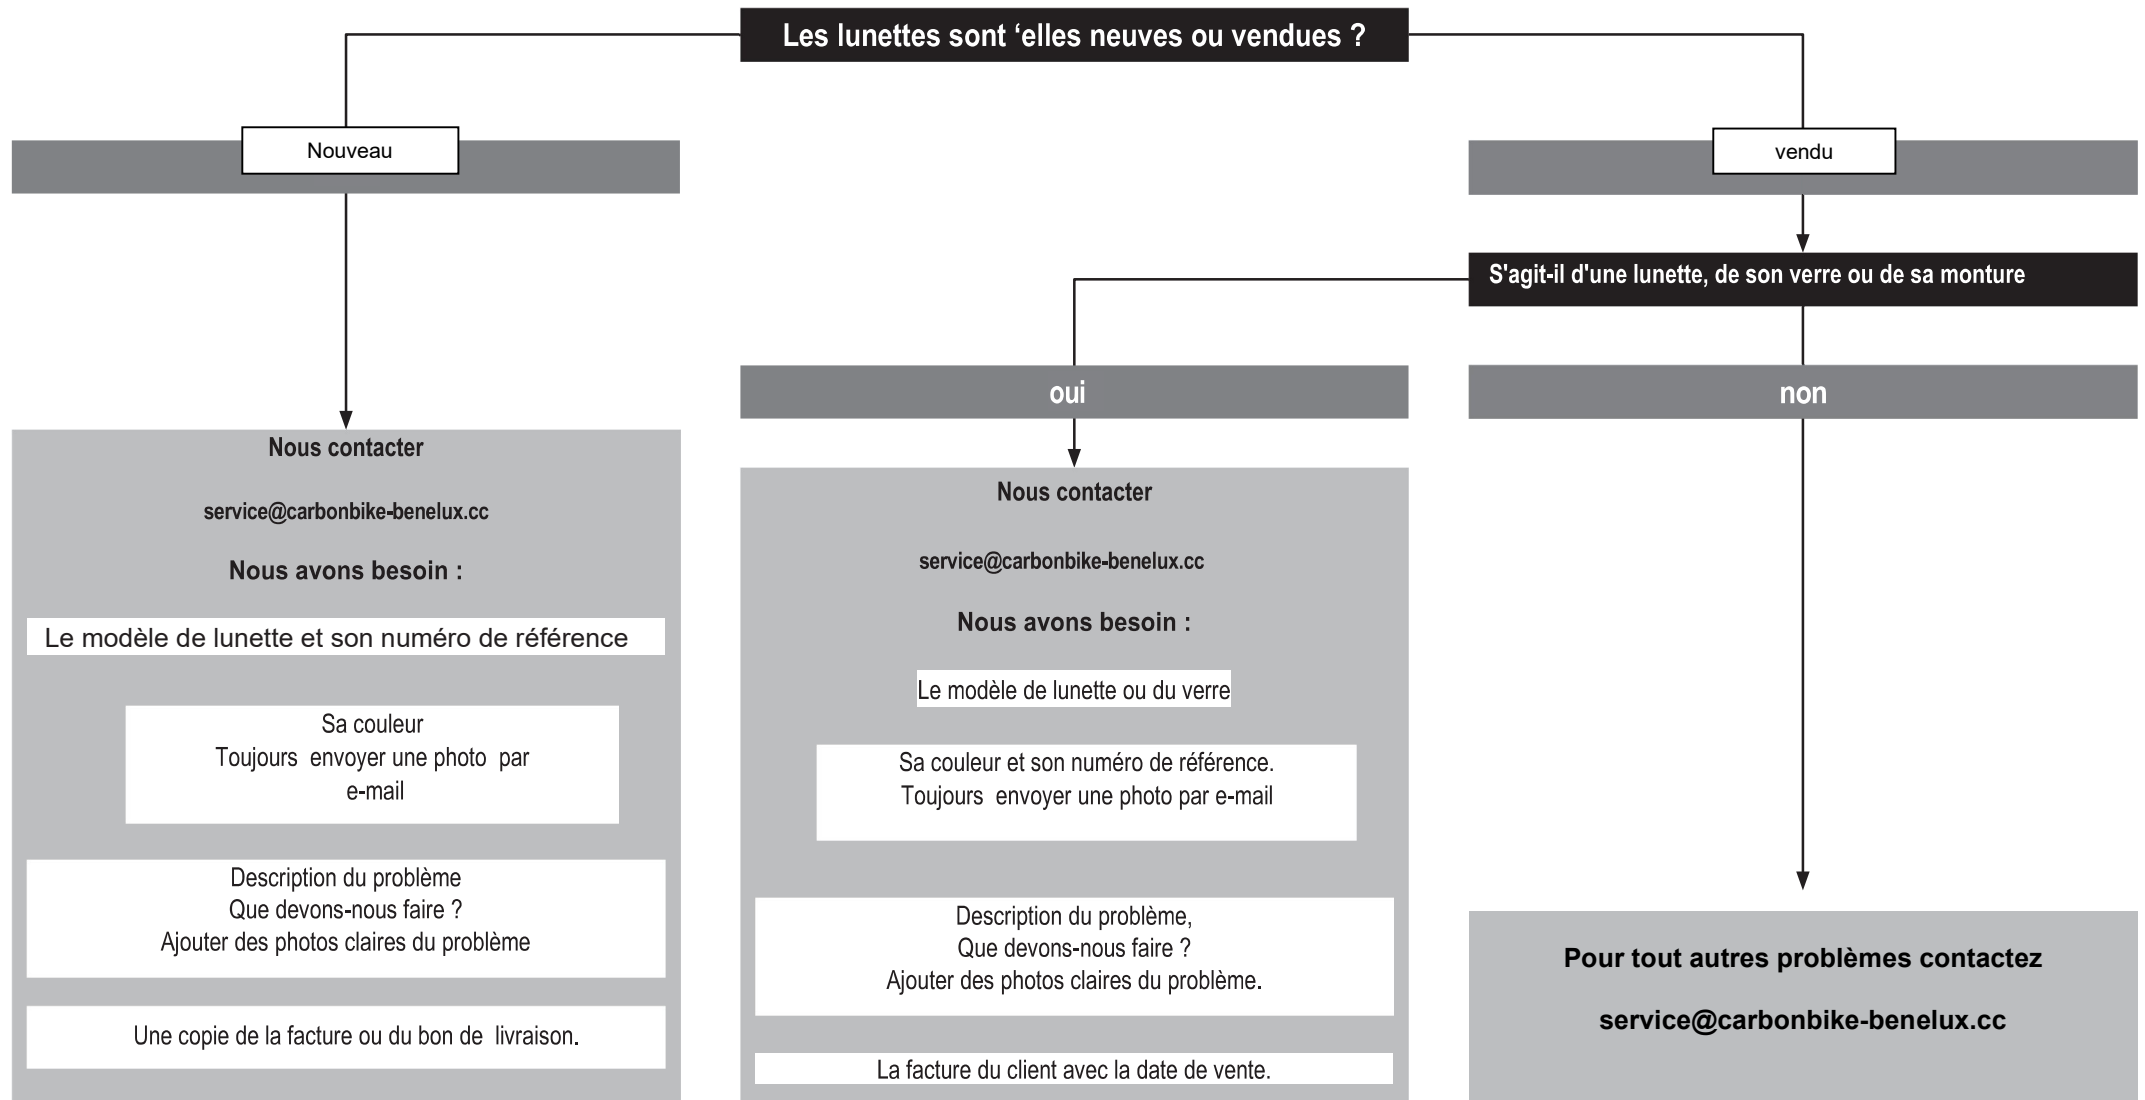 Les lunettes sont ‘elles neuves ou vendues ?
Nouveau
vendu
S'agit-il d'une lunette, de son verre ou de sa monture
oui
non
Nous contacter
service@carbonbike-benelux.cc
Nous avons besoin :
Le modèle de lunette et son numéro de référence
Sa couleur
Toujours envoyer une photo par
e-mail
Description du problème
Que devons-nous faire ?
Ajouter des photos claires du problème
Une copie de la facture ou du bon de livraison.
Nous contacter
service@carbonbike-benelux.cc
Nous avons besoin :
Le modèle de lunette ou du verre
Sa couleur et son numéro de référence.
Toujours envoyer une photo par e-mail
Description du problème,
Que devons-nous faire ?
Ajouter des photos claires du problème.
La facture du client avec la date de vente.
Pour tout autres problèmes contactez
service@carbonbike-benelux.cc